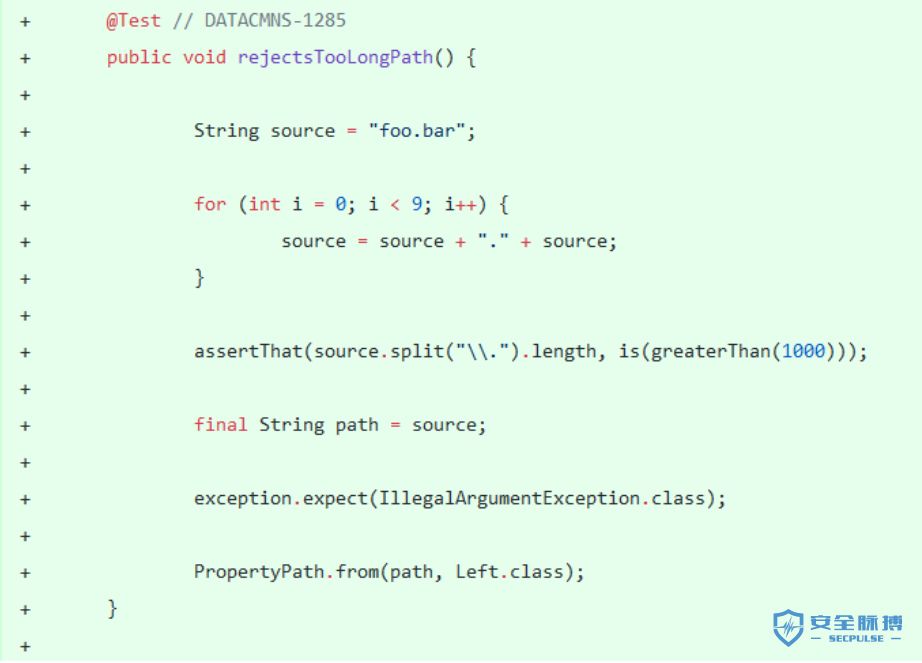 + @Test // DATACMNS-1285
+ public void rejectsTooLongPath() {
+
+ String source = "foo.bar";
+
+ for (int i = 0; i < 9; i++) {
+ source = source + "." + source;
+ }
+
+ assertThat(source.split("\\.").length, is(greaterThan(1000)));
+
+ final String path = source;
+
+ exception.expect(IllegalArgumentException.class);
+
+ PropertyPath.from(path, Left.class);
+ }
+
安全脉搏
— SECPULSE —